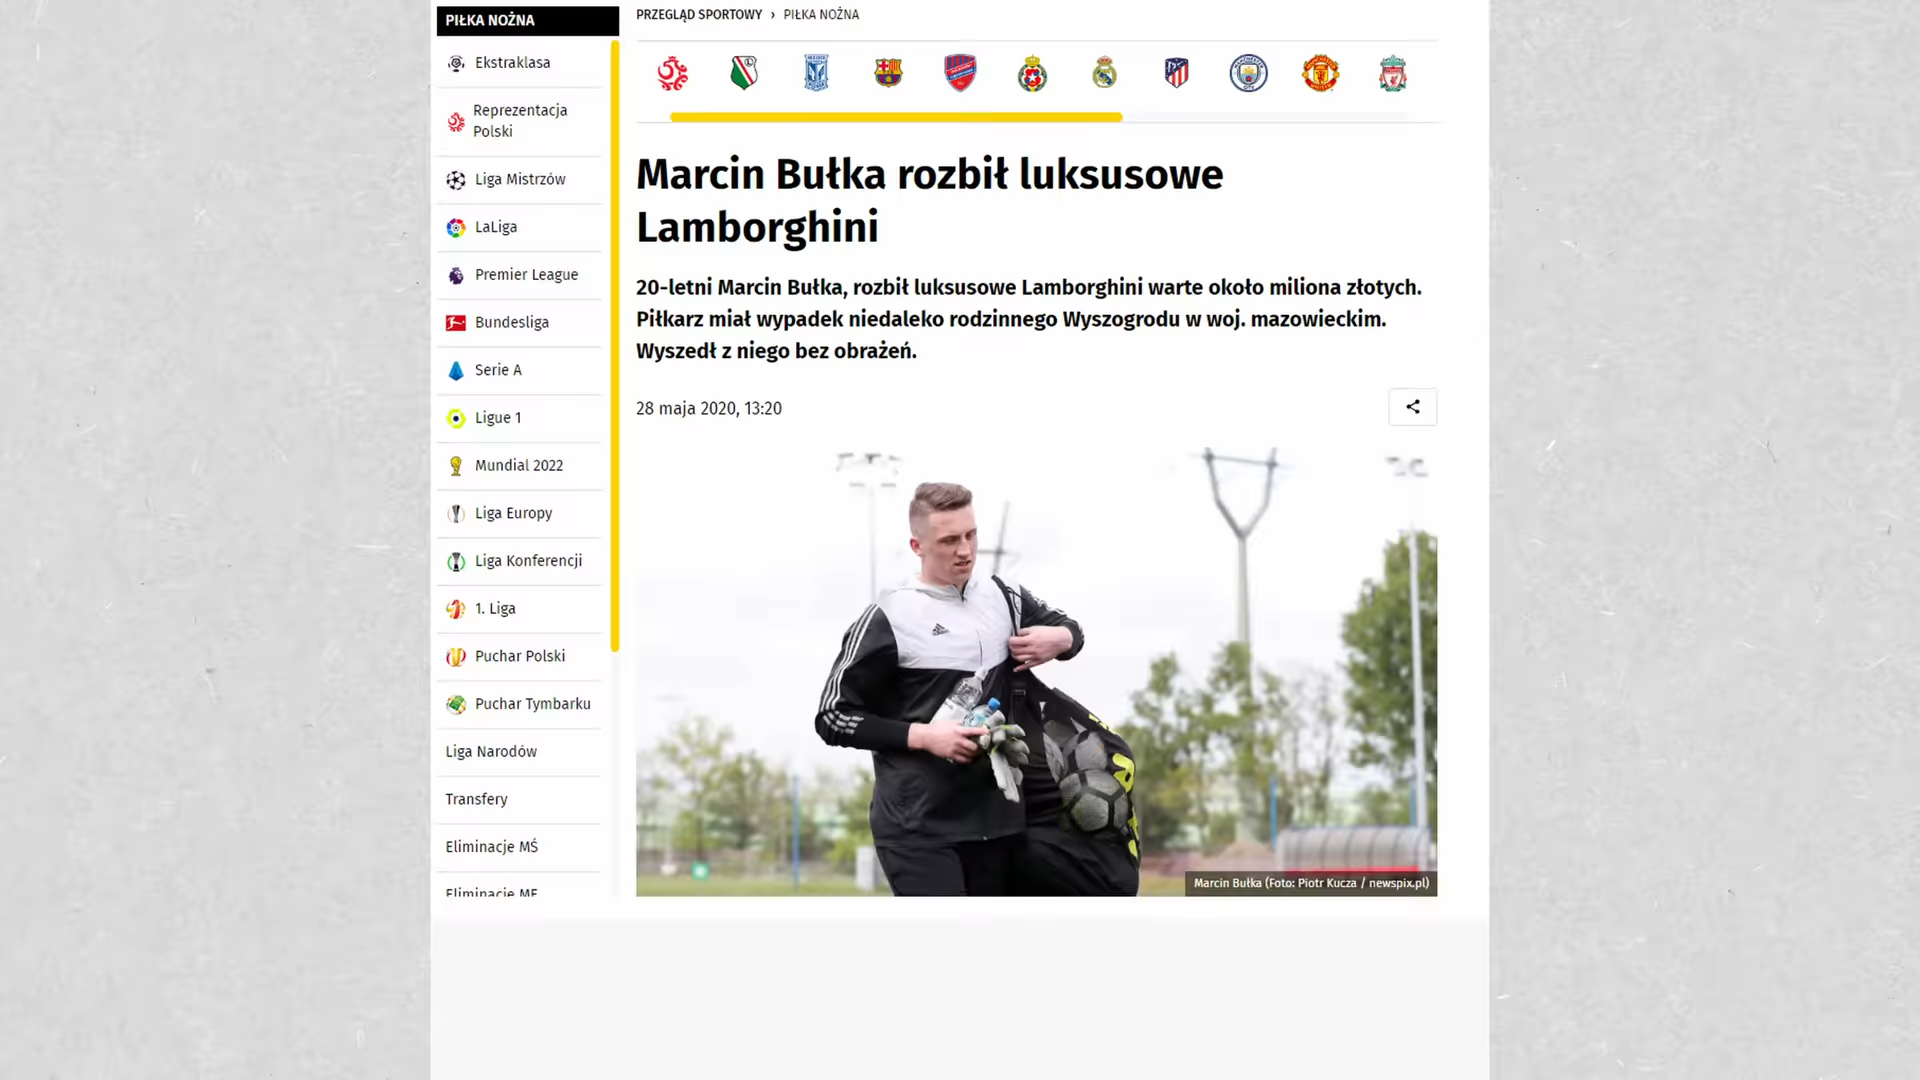 PIŁKA NOŻNA
Ekstraklasa
Reprezentacja
Polski
Liga Mistrzów
LaLiga
Premier League
Bundesliga
Serie A
Ligue 1
Mundial 2022
Liga Europy
Liga Konferencji
1. Liga
Puchar Polski
Puchar Tymbarku
Liga Narodów
Transfery
Eliminacje MŚ
Eliminacje ME
PRZEGLĄD SPORTOWY › PIŁKA NOŻNA
Marcin Bułka rozbił luksusowe
Lamborghini
20-letni Marcin Bułka, rozbił luksusowe Lamborghini warte około miliona złotych.
Piłkarz miał wypadek niedaleko rodzinnego Wyszogrodu w woj. mazowieckim.
Wyszedł z niego bez obrażeń.
28 maja 2020, 13:20
Marcin Bułka (Foto: Piotr Kucza / newspix.pl)